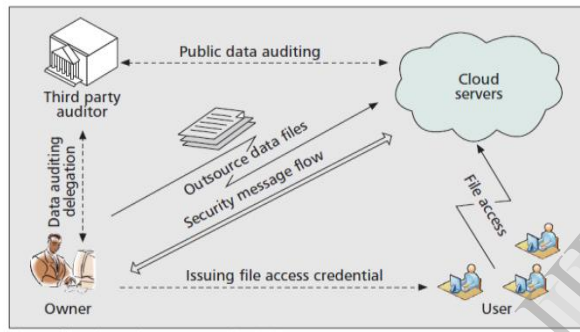 Public data auditing
Cloud
servers
Third party
auditor
Data auditing
delegation
Outsource data files
Security message flow
File access
Issuing file access credential
Owner
User